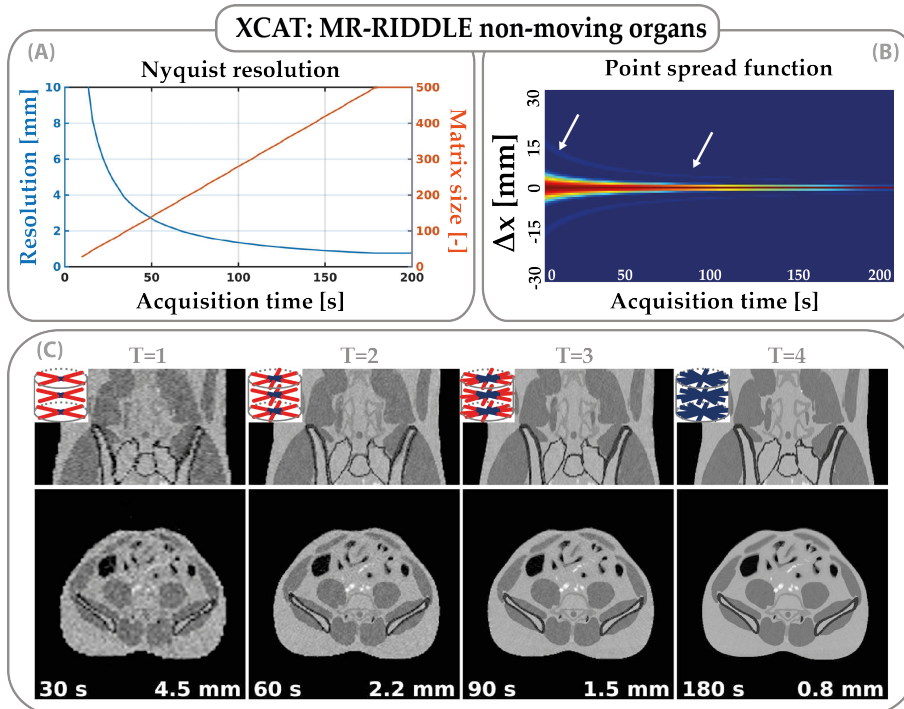 XCAT: MR-RIDDLE non-moving organs
(A)
Nyquist resolution
Resolution [mm]
10
8
6
4
2
0
500
400
300
200
100
0
Matrix size [-]
0 50 100 150 200
Acquisition time [s]
(B)
Point spread function
Δx [mm]
30
15
0
-15
-30
0 50 100 150 200
Acquisition time [s]
(C)
T=1 T=2 T=3 T=4
30 s 4.5 mm 60 s 2.2 mm 90 s 1.5 mm 180 s 0.8 mm